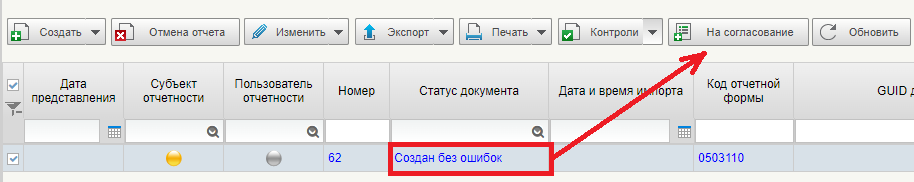 Создать Отмена отчета Изменить Экспорт Печать Контроли На согласование Обновить
Дата представления Субъект отчетности Пользователь отчетности Номер Статус документа Дата и время импорта Код отчетной формы GUID д
62 Создан без ошибок 0503110